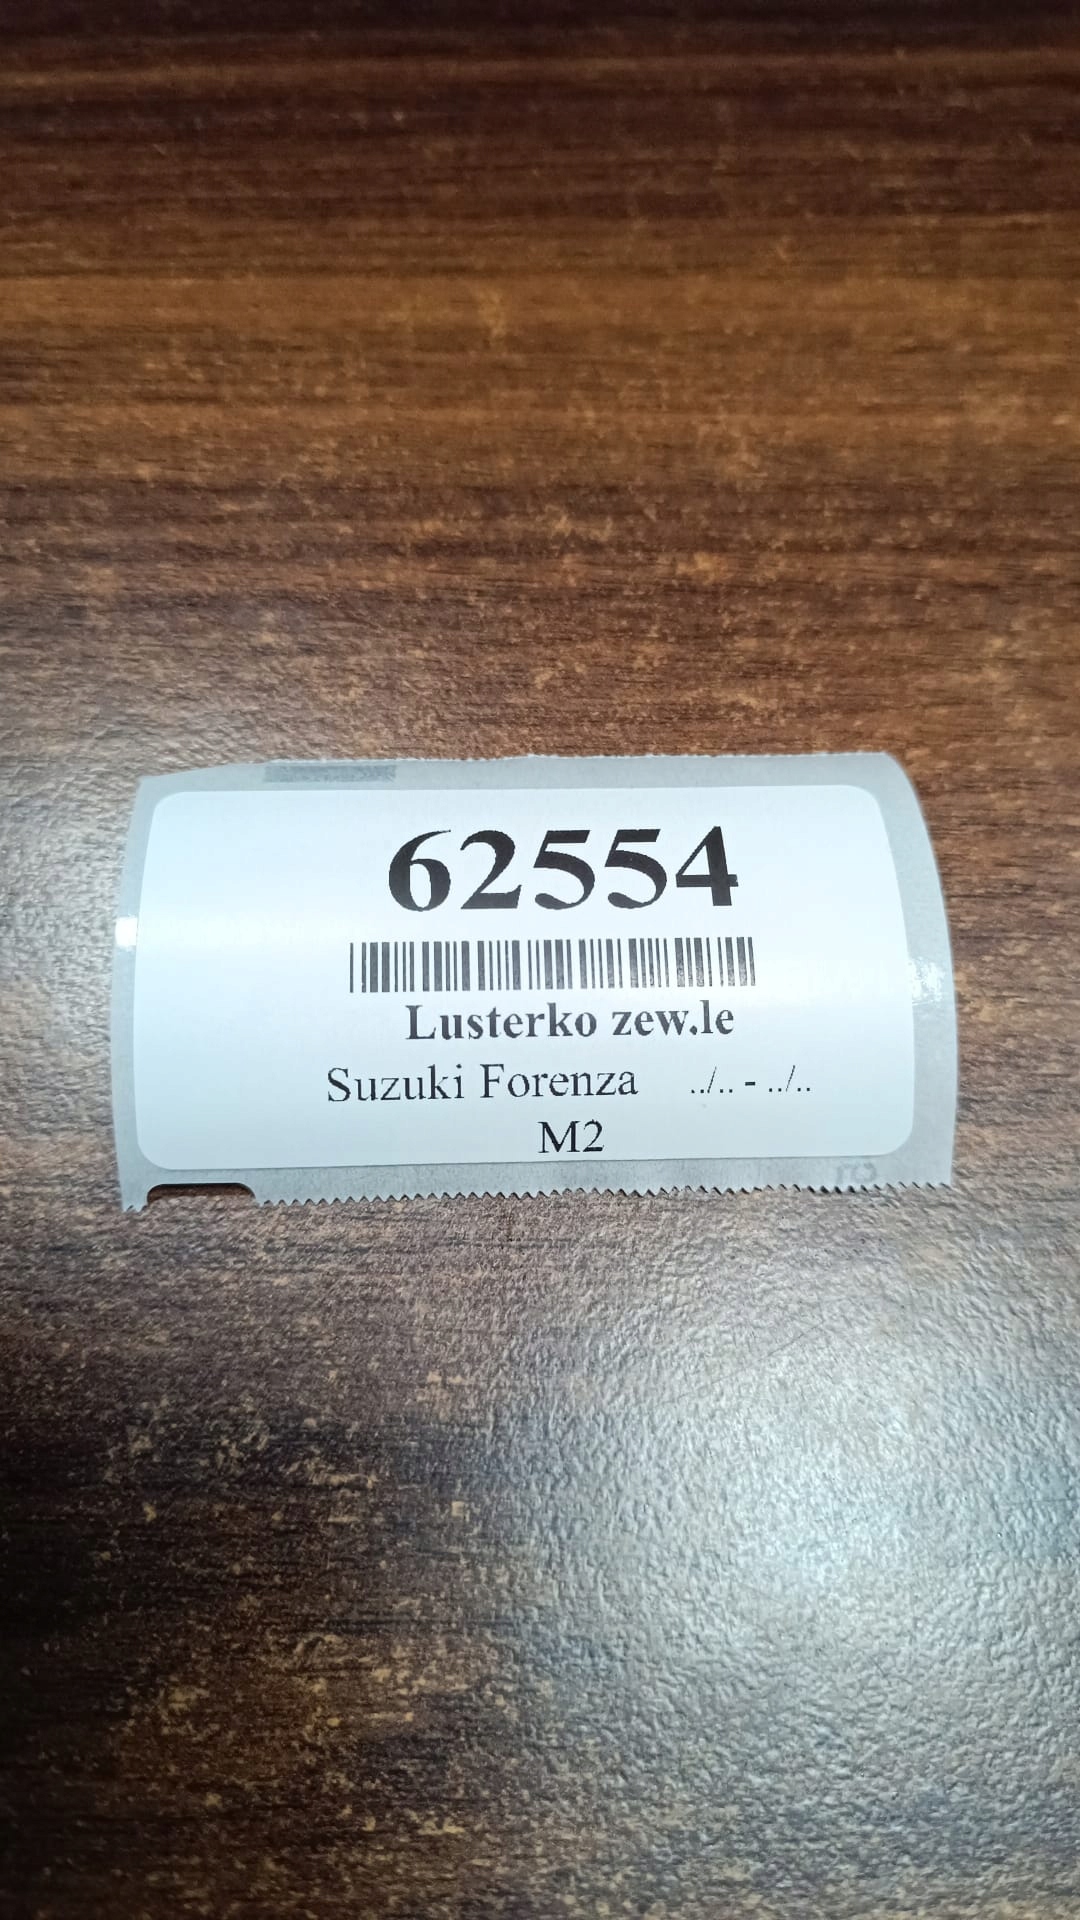 62554
Lusterko zew.le
Suzuki Forenza ../.. - ../..
M2